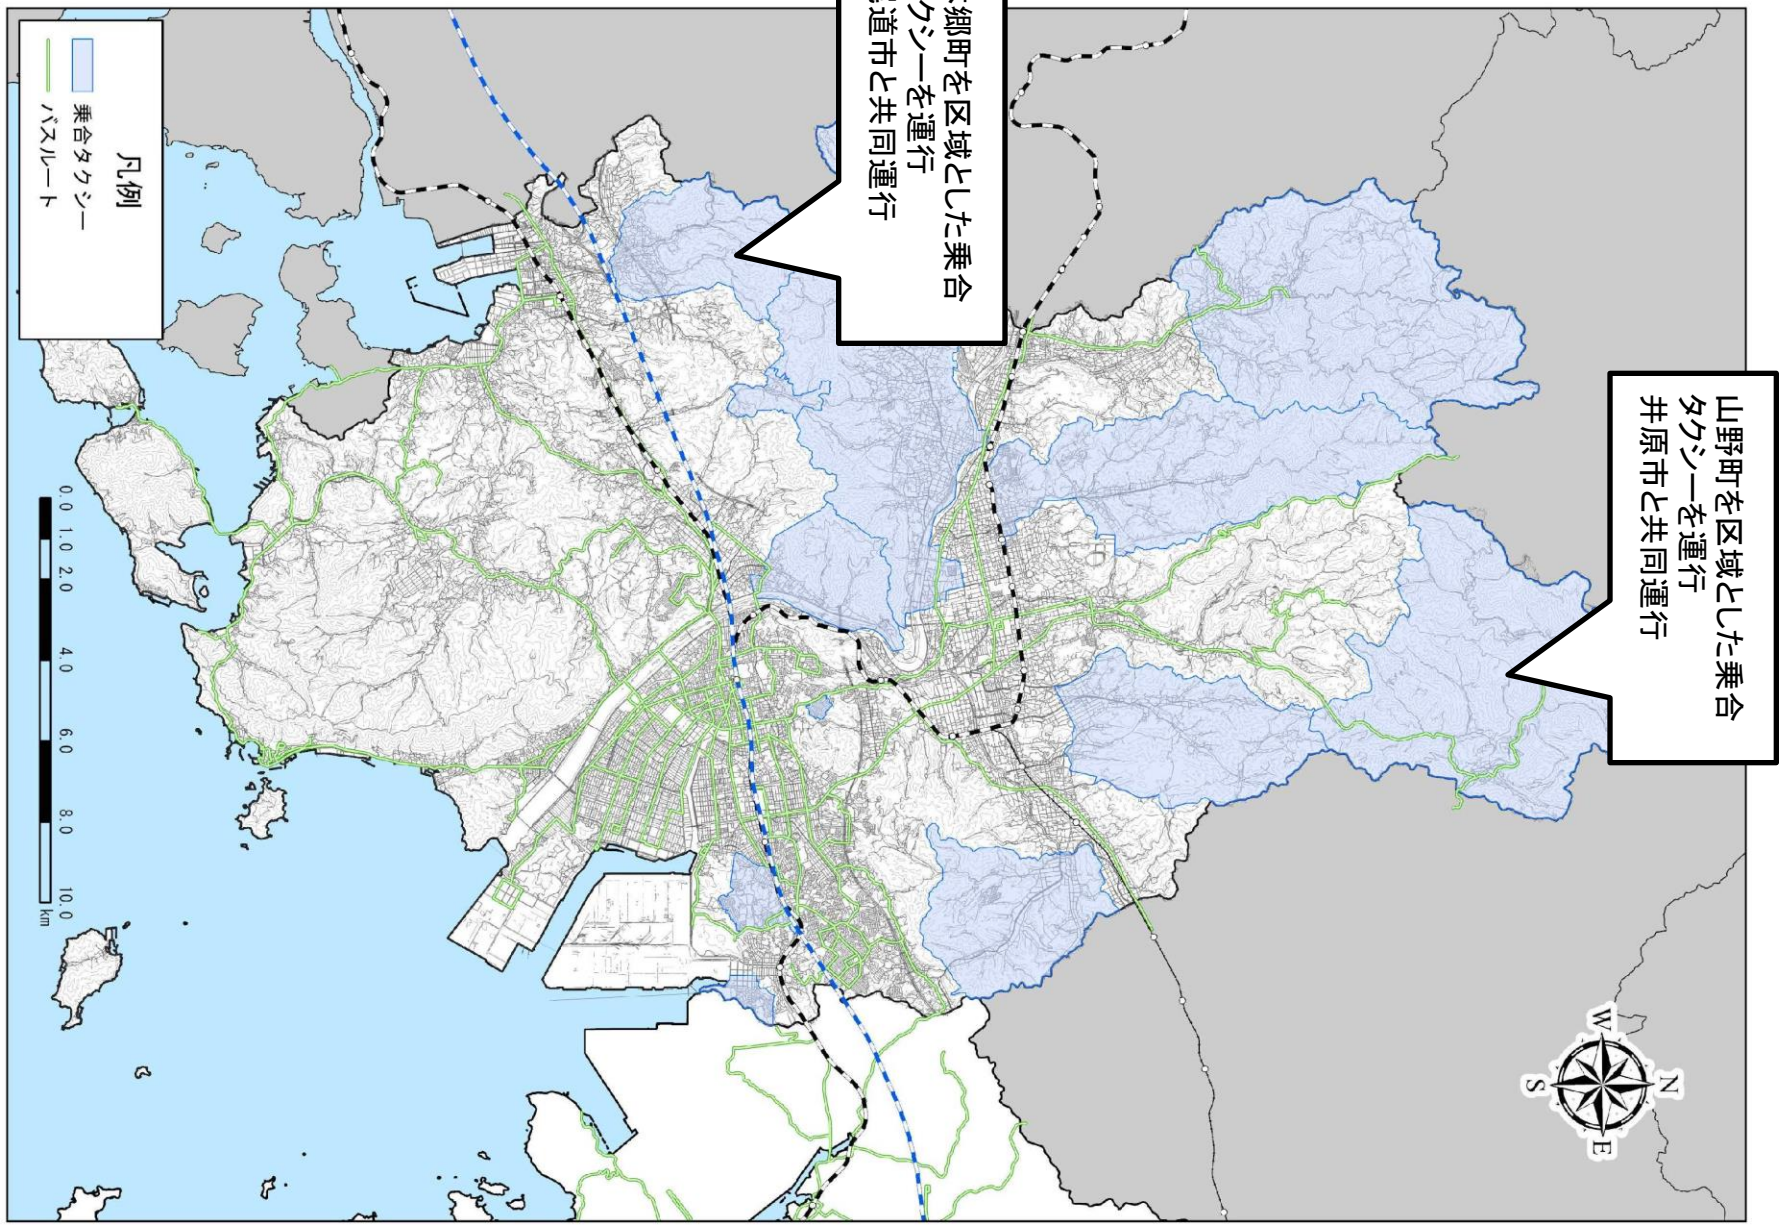 山野町を区域とした乗合
タクシーを運行
井原市と共同運行
郷町を区域とした乗合
クシーを運行
道市と共同運行
凡例
乗合タクシー
バスルート
0.0 1.0 2.0 4.0 6.0 8.0 10.0
km
N
W
E
S